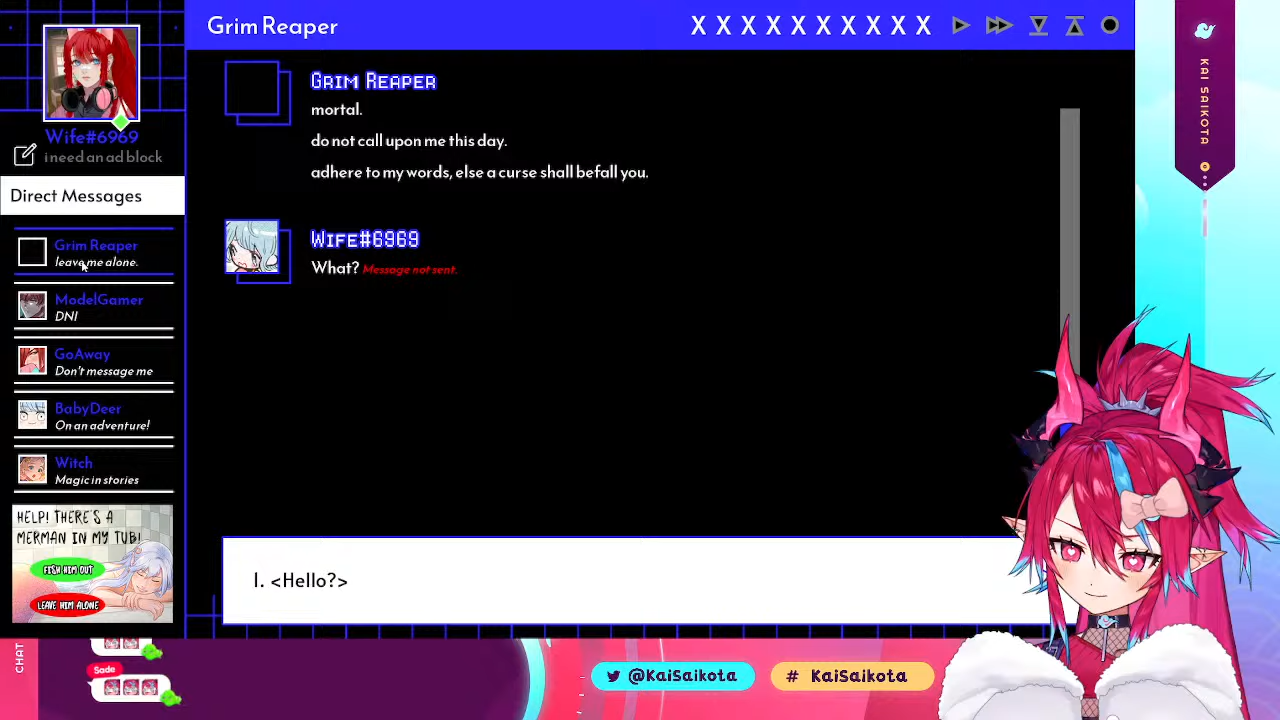 Grim Reaper
X X X X X X X X X X
Wife#6969
i need an ad block
Direct Messages
Grim Reaper
leave me alone.
ModelGamer
DNI
GoAway
Don't message me
BabyDeer
On an adventure!
Witch
Magic in stories
HELP! THERE'S A
MERMAN IN MY TUB!
FISH HIM OUT
LEAVE HIM ALONE
Grim Reaper
mortal.
do not call upon me this day.
adhere to my words, else a curse shall befall you.
Wife#6969
What? Message not sent.
1. <Hello?>
KAI SAIKOTA
CHAT
Sade
@KaiSaikota
# KaiSaikota